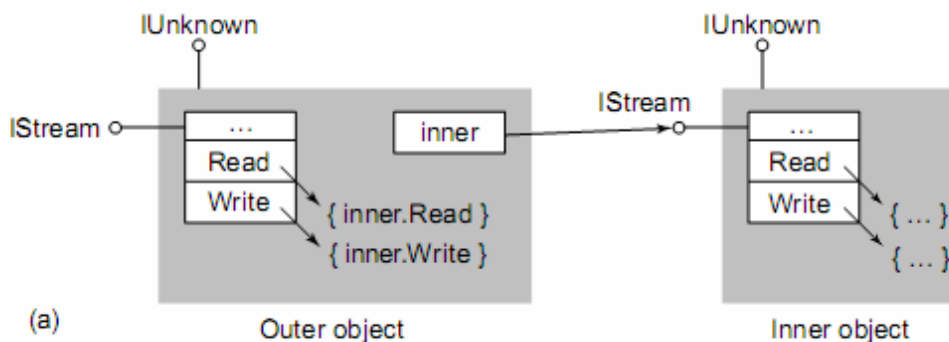 IUnknown
IUnknown
IStream
...
Read
Write
inner
{ inner.Read }
{ inner.Write }
IStream
...
Read
Write
{ ... }
{ ... }
(a)
Outer object
Inner object